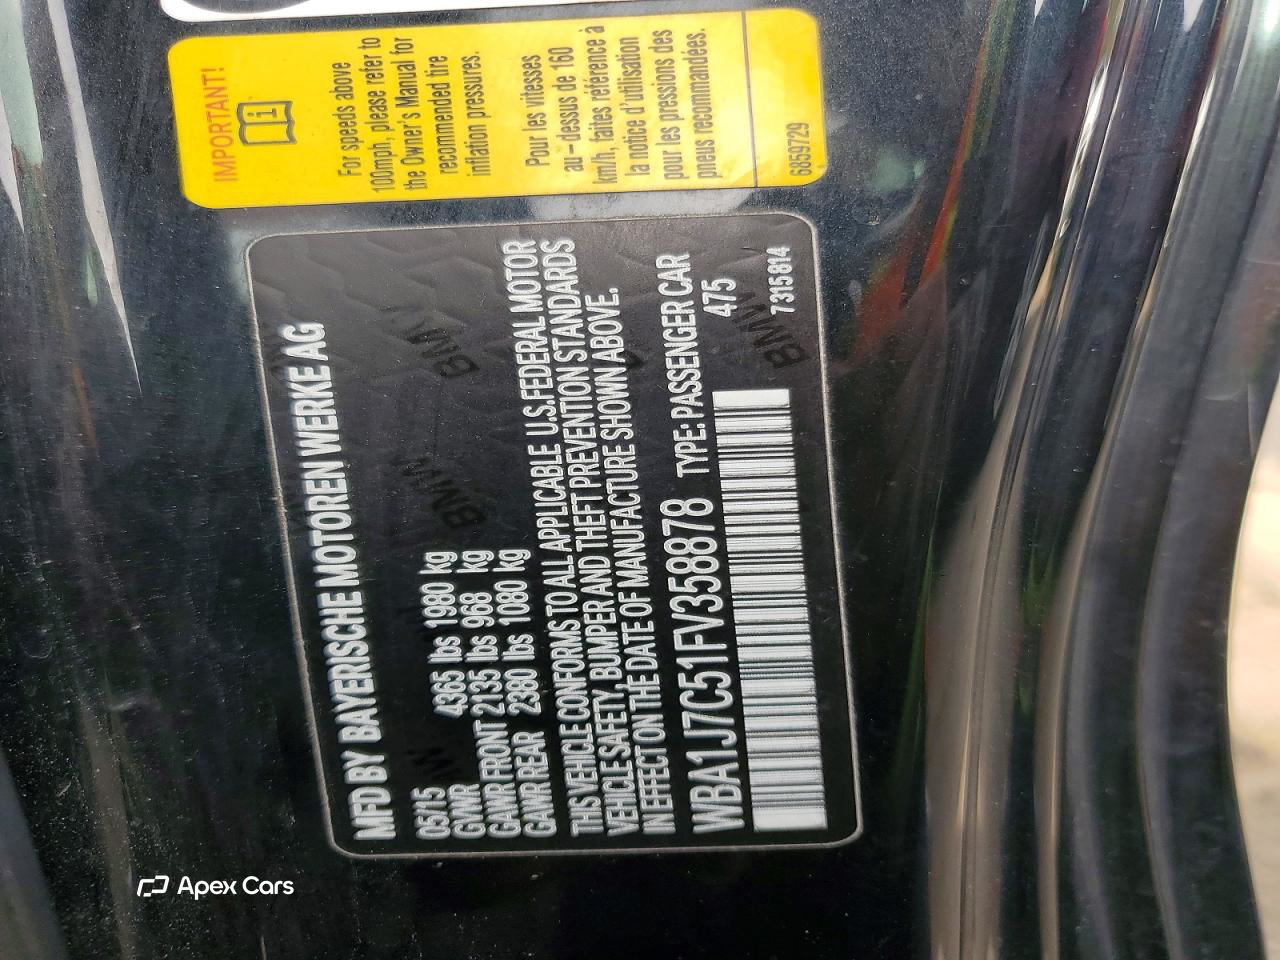 IMPORTANT!
i
For speeds above
100mph, please refer to
the Owner's Manual for
recommended tire
inflation pressures.
Pour les vitesses
au-dessus de 160
km/h, faites référence à
la notice d'utilisation
pour les pressions des
pneus recommandées.
6859729
MFD BY BAYERISCHE MOTOREN WERKE AG
05/15
GVWR 4365 lbs 1980 kg
GAWR FRONT 2135 lbs 968 kg
GAWR REAR 2380 lbs 1080 kg
THIS VEHICLE CONFORMS TO ALL APPLICABLE U.S.FEDERAL MOTOR
VEHICLE SAFETY, BUMPER AND THEFT PREVENTION STANDARDS
IN EFFECT ON THE DATE OF MANUFACTURE SHOWN ABOVE.
WBA1J7C51FV358878 TYPE: PASSENGER CAR
475
7315814
BMW
BMW
BMW
Apex Cars